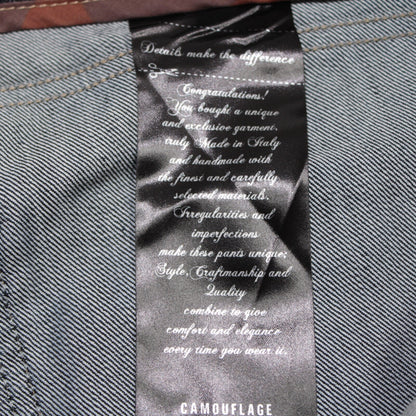 Details make the difference
Congratulations!
You bought a unique
and exclusive garment,
truly Made in Italy
and handmade with
the finest and carefully
selected materials.
Irregularities and
imperfections
make these pants unique;
Style, Craftmanship and
Quality
combine to give
comfort and elegance
every time you wear it.
CAMOUFLAGE